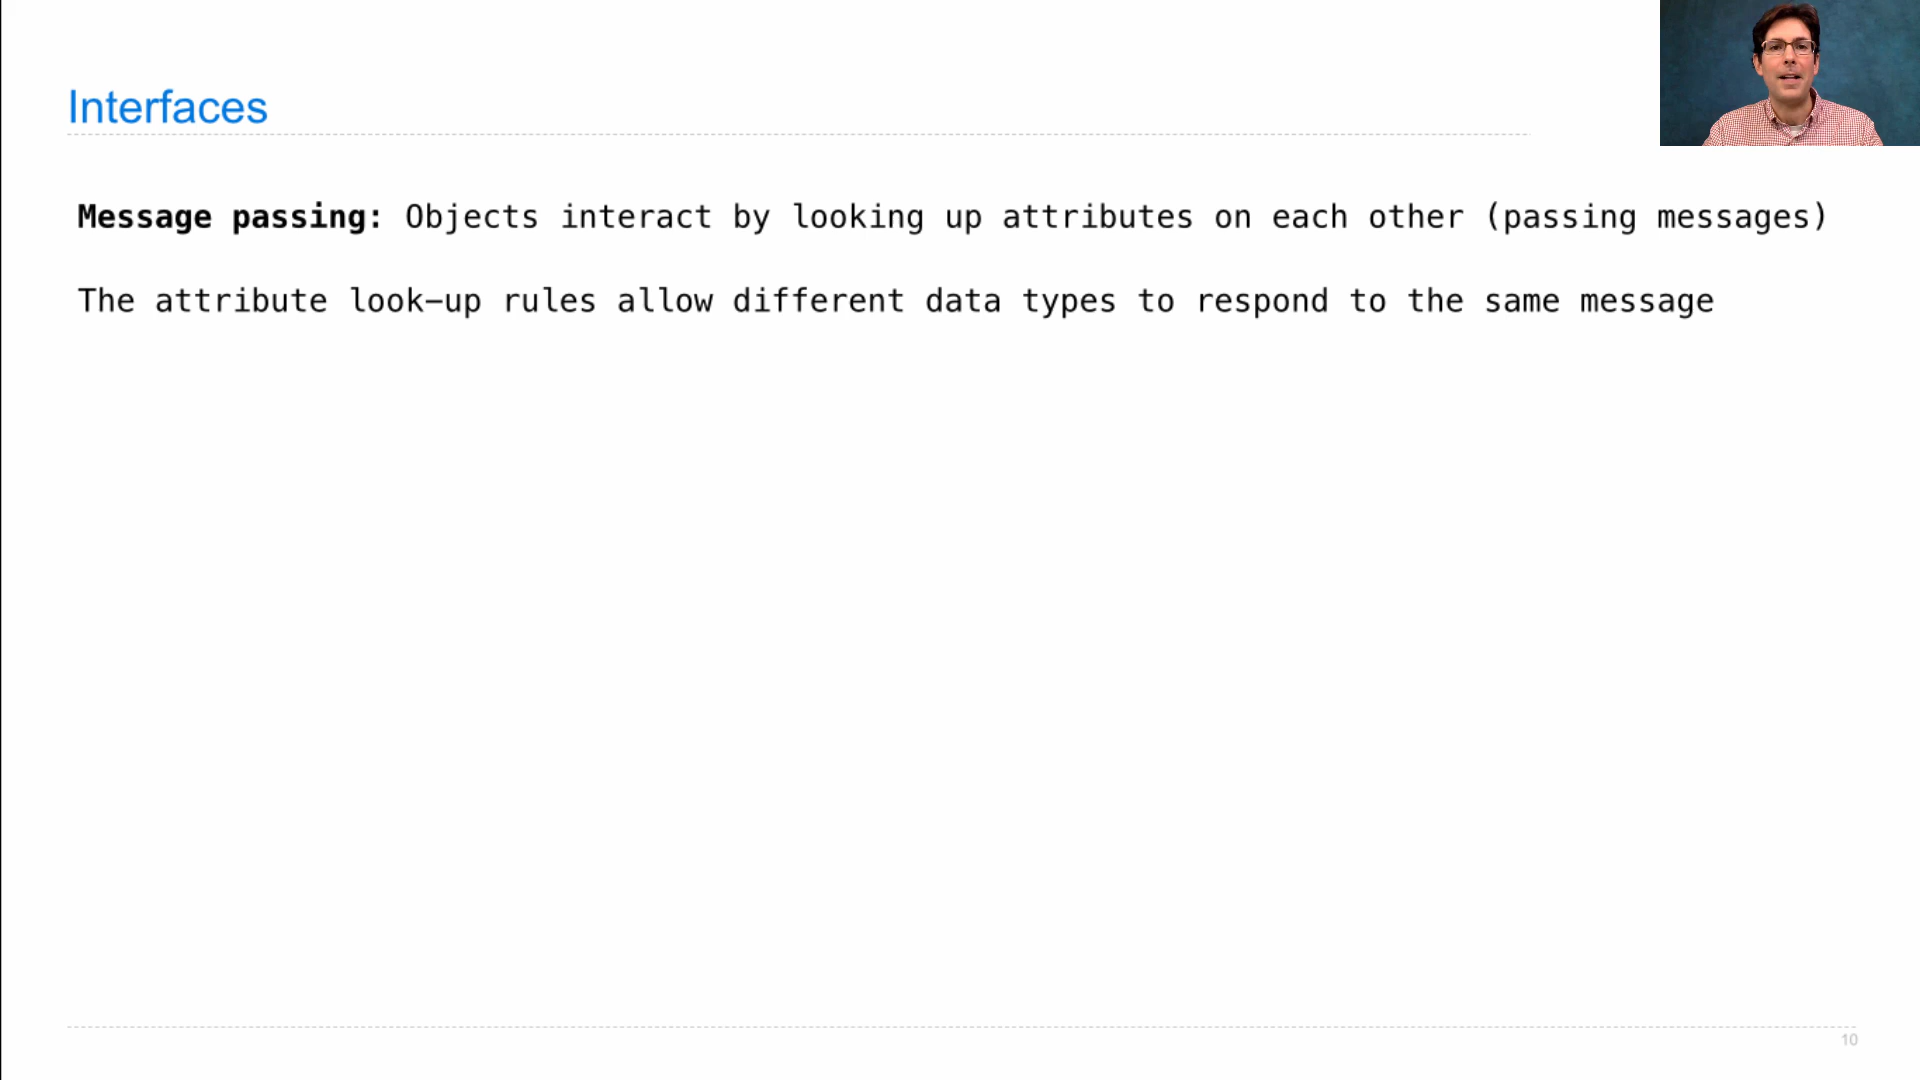 Interfaces
Message passing: Objects interact by looking up attributes on each other (passing messages)
The attribute look-up rules allow different data types to respond to the same message
10